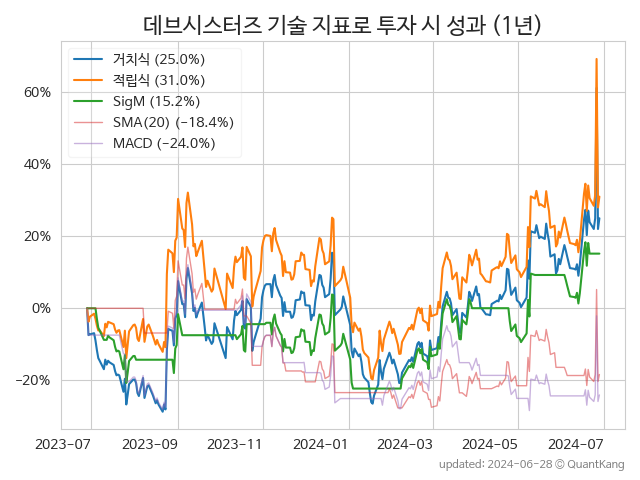 데브시스터즈 기술 지표로 투자 시 성과 (1년)
거치식 (25.0%)
적립식 (31.0%)
SigM (15.2%)
SMA(20) (−18.4%)
MACD (−24.0%)
60%
40%
20%
0%
−20%
2023-07 2023-09 2023-11 2024-01 2024-03 2024-05 2024-07
updated: 2024-06-28 © QuantKang